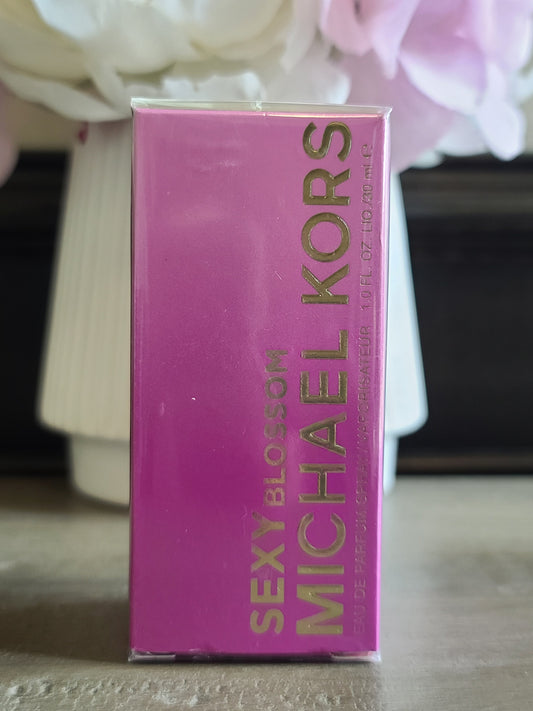 SEXY BLOSSOM
MICHAEL KORS
EAU DE PARFUM SPRAY / VAPORISATEUR 1.0 FL. OZ. LIQ./30 mL ℮